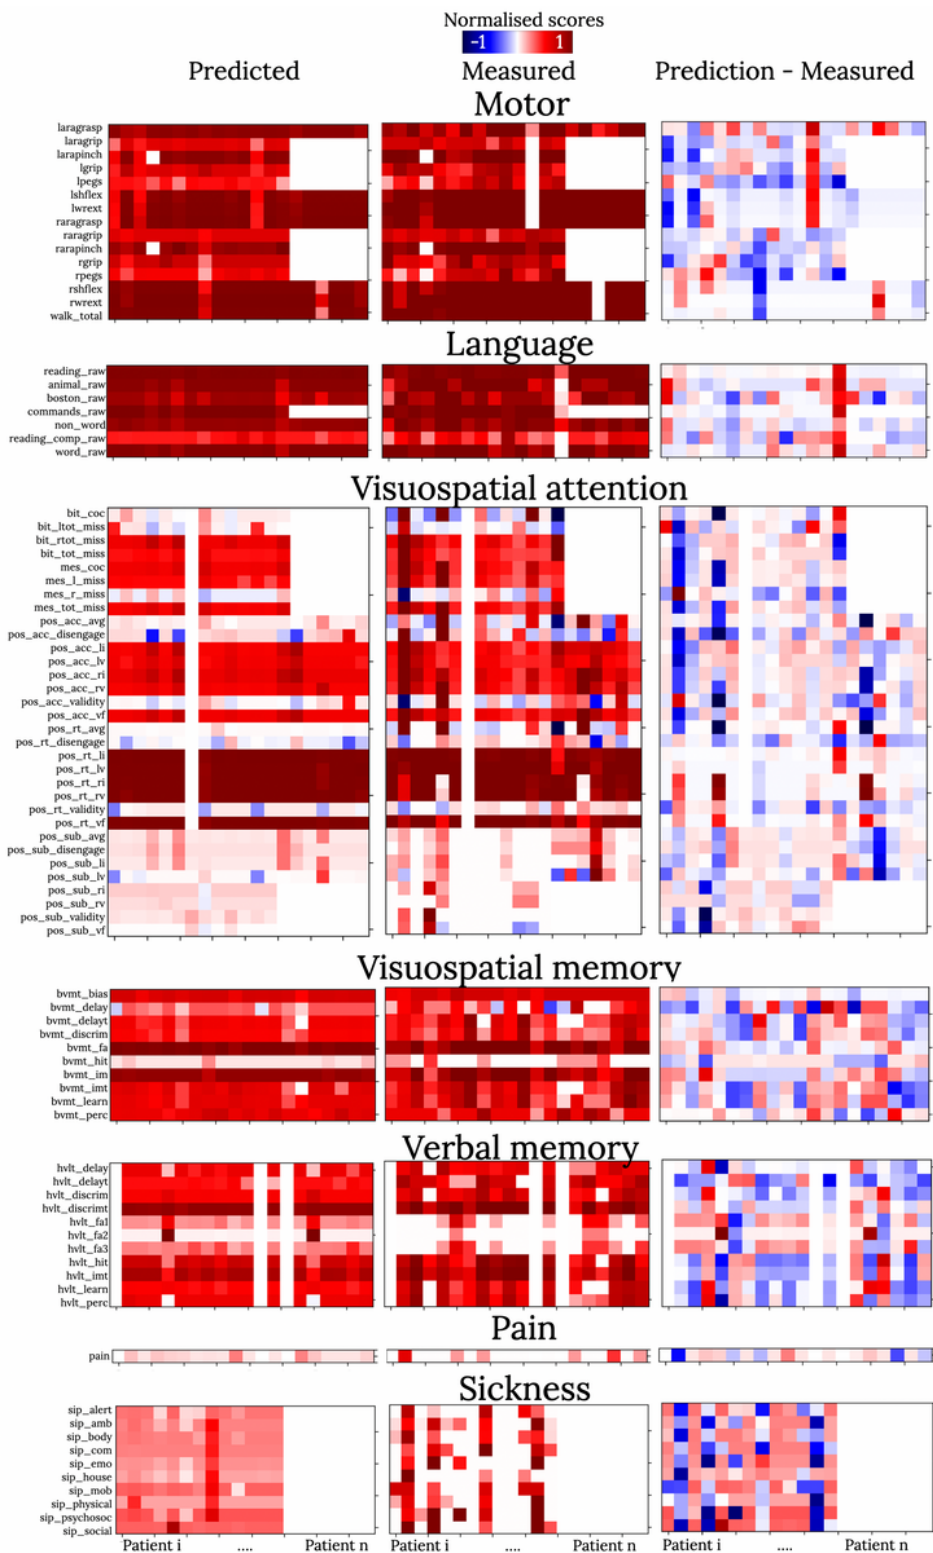 Normalised scores
-1 1
Predicted Measured Prediction - Measured
Motor
laragrasp
laragrip
larapinch
lgrip
lpegs
lshflex
lwrext
raragrasp
raragrip
rarapinch
rgrip
rpegs
rshflex
rwrext
walk_total
Language
reading_raw
animal_raw
boston_raw
commands_raw
non_word
reading_comp_raw
word_raw
Visuospatial attention
bit_coc
bit_ltot_miss
bit_rtot_miss
bit_tot_miss
mes_coc
mes_l_miss
mes_r_miss
mes_tot_miss
pos_acc_avg
pos_acc_disengage
pos_acc_li
pos_acc_lv
pos_acc_ri
pos_acc_rv
pos_acc_validity
pos_acc_vf
pos_rt_avg
pos_rt_disengage
pos_rt_li
pos_rt_lv
pos_rt_ri
pos_rt_rv
pos_rt_validity
pos_rt_vf
pos_sub_avg
pos_sub_disengage
pos_sub_li
pos_sub_lv
pos_sub_ri
pos_sub_rv
pos_sub_validity
pos_sub_vf
Visuospatial memory
bvmt_bias
bvmt_delay
bvmt_delayt
bvmt_discrim
bvmt_fa
bvmt_hit
bvmt_im
bvmt_imt
bvmt_learn
bvmt_perc
Verbal memory
hvlt_delay
hvlt_delayt
hvlt_discrim
hvlt_discrimt
hvlt_fa1
hvlt_fa2
hvlt_fa3
hvlt_hit
hvlt_imt
hvlt_learn
hvlt_perc
Pain
pain
Sickness
sip_alert
sip_amb
sip_body
sip_com
sip_emo
sip_house
sip_mob
sip_physical
sip_psychosoc
sip_social
Patient i .... Patient n Patient i .... Patient n Patient i .... Patient n